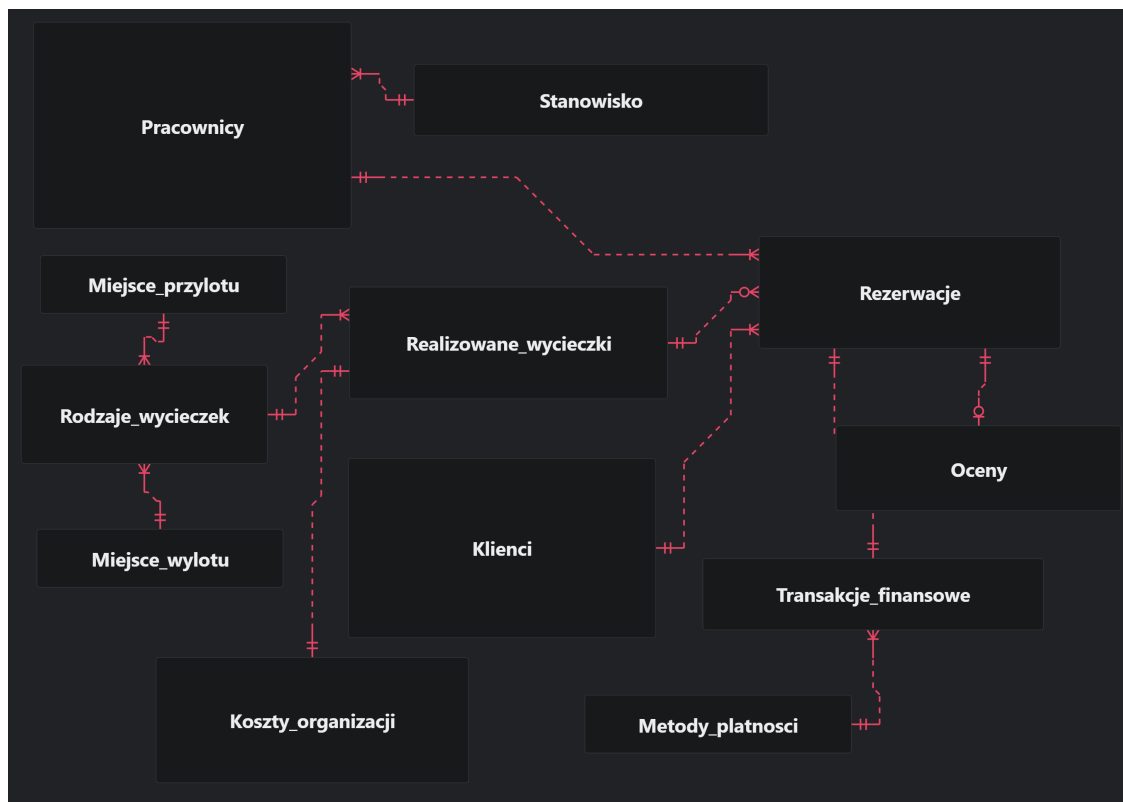 Stanowisko
Pracownicy
Miejsce_przylotu
Rezerwacje
Realizowane_wycieczki
Rodzaje_wycieczek
Oceny
Klienci
Miejsce_wylotu
Transakcje_finansowe
Koszty_organizacji
Metody_platnosci